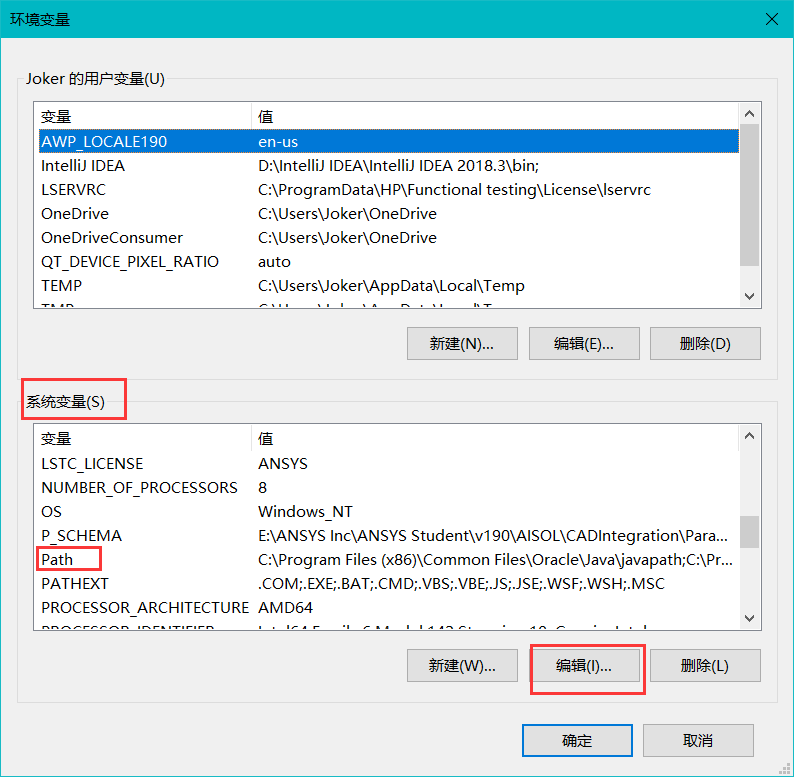 环境变量
Joker 的用户变量(U)
变量 值
AWP_LOCALE190 en-us
IntelliJ IDEA D:\IntelliJ IDEA\IntelliJ IDEA 2018.3\bin;
LSERVRC C:\ProgramData\HP\Functional testing\License\lservrc
OneDrive C:\Users\Joker\OneDrive
OneDriveConsumer C:\Users\Joker\OneDrive
QT_DEVICE_PIXEL_RATIO auto
TEMP C:\Users\Joker\AppData\Local\Temp
新建(N)... 编辑(E)... 删除(D)
系统变量(S)
变量 值
LSTC_LICENSE ANSYS
NUMBER_OF_PROCESSORS 8
OS Windows_NT
P_SCHEMA E:\ANSYS Inc\ANSYS Student\v190\AISOL\CADIntegration\Para...
Path C:\Program Files (x86)\Common Files\Oracle\Java\javapath;C:\Pr...
PATHEXT .COM;.EXE;.BAT;.CMD;.VBS;.VBE;.JS;.JSE;.WSF;.WSH;.MSC
PROCESSOR_ARCHITECTURE AMD64
新建(W)... 编辑(I)... 删除(L)
确定 取消